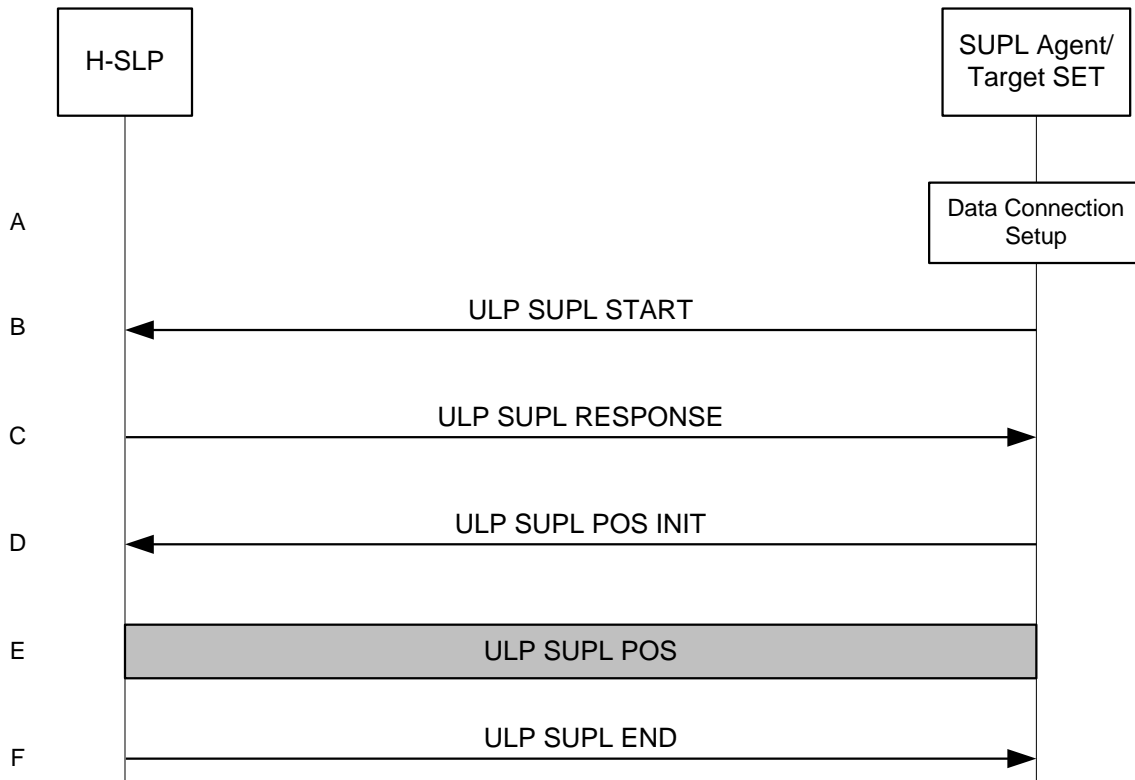 H-SLP
SUPL Agent/
Target SET
A
Data Connection
Setup
B
ULP SUPL START
C
ULP SUPL RESPONSE
D
ULP SUPL POS INIT
E
ULP SUPL POS
F
ULP SUPL END